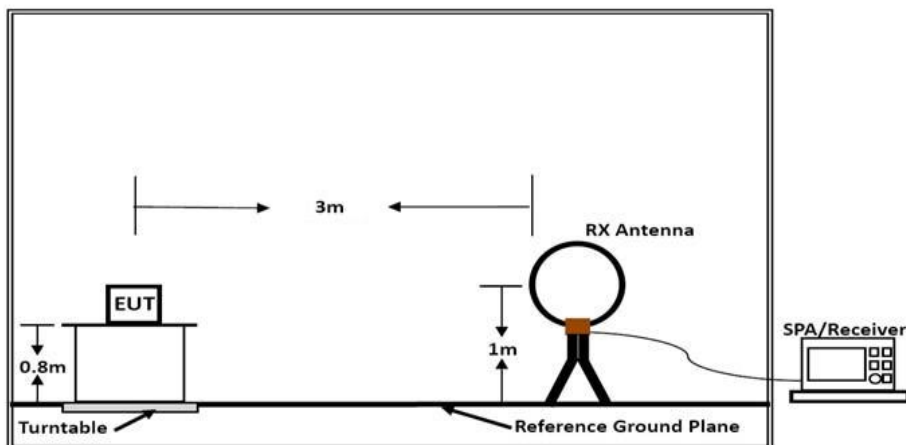 3m
RX Antenna
EUT
SPA/Receiver
0.8m
1m
Turntable
Reference Ground Plane